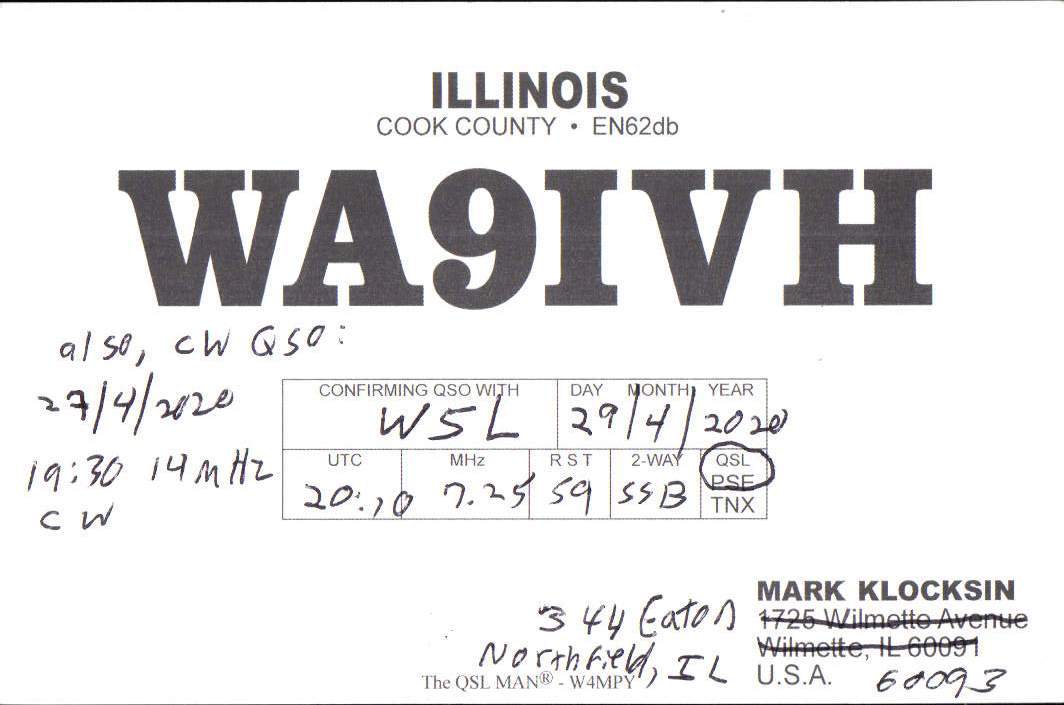 ILLINOIS
COOK COUNTY • EN62db
WA9IVH
also, CW QSO:
27/4/2020
19:30 14 MHz
CW
CONFIRMING QSO WITH DAY MONTH YEAR
W5L 29/4/2020
UTC MHz R S T 2-WAY QSL
PSE
20:10 7.25 59 SSB
TNX
MARK KLOCKSIN
344 Eaton 1725 Wilmette Avenue
Northfield, IL Wilmette, IL 60091
U.S.A. 60093
The QSL MAN® - W4MPY